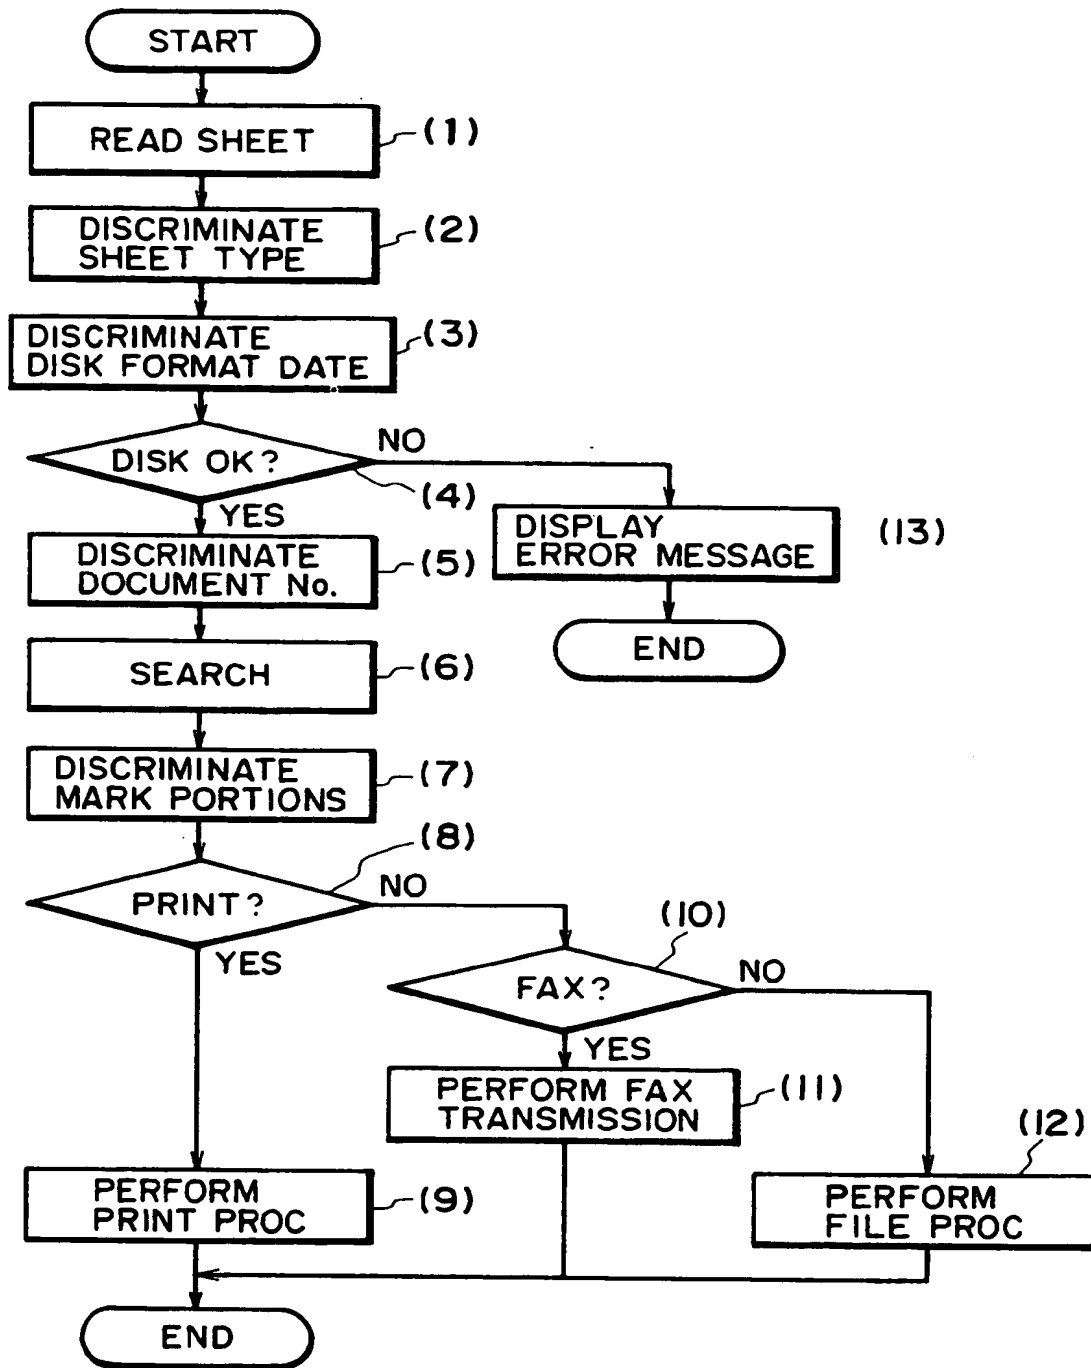 START
READ SHEET
(1)
DISCRIMINATE
SHEET TYPE
(2)
DISCRIMINATE
DISK FORMAT DATE
(3)
DISK OK?
NO
(4)
YES
DISPLAY
ERROR MESSAGE
(13)
DISCRIMINATE
DOCUMENT No.
(5)
END
SEARCH
(6)
DISCRIMINATE
MARK PORTIONS
(7)
(8)
PRINT?
NO
YES
(10)
FAX?
NO
YES
PERFORM FAX
TRANSMISSION
(11)
(12)
PERFORM
PRINT PROC
(9)
PERFORM
FILE PROC
END